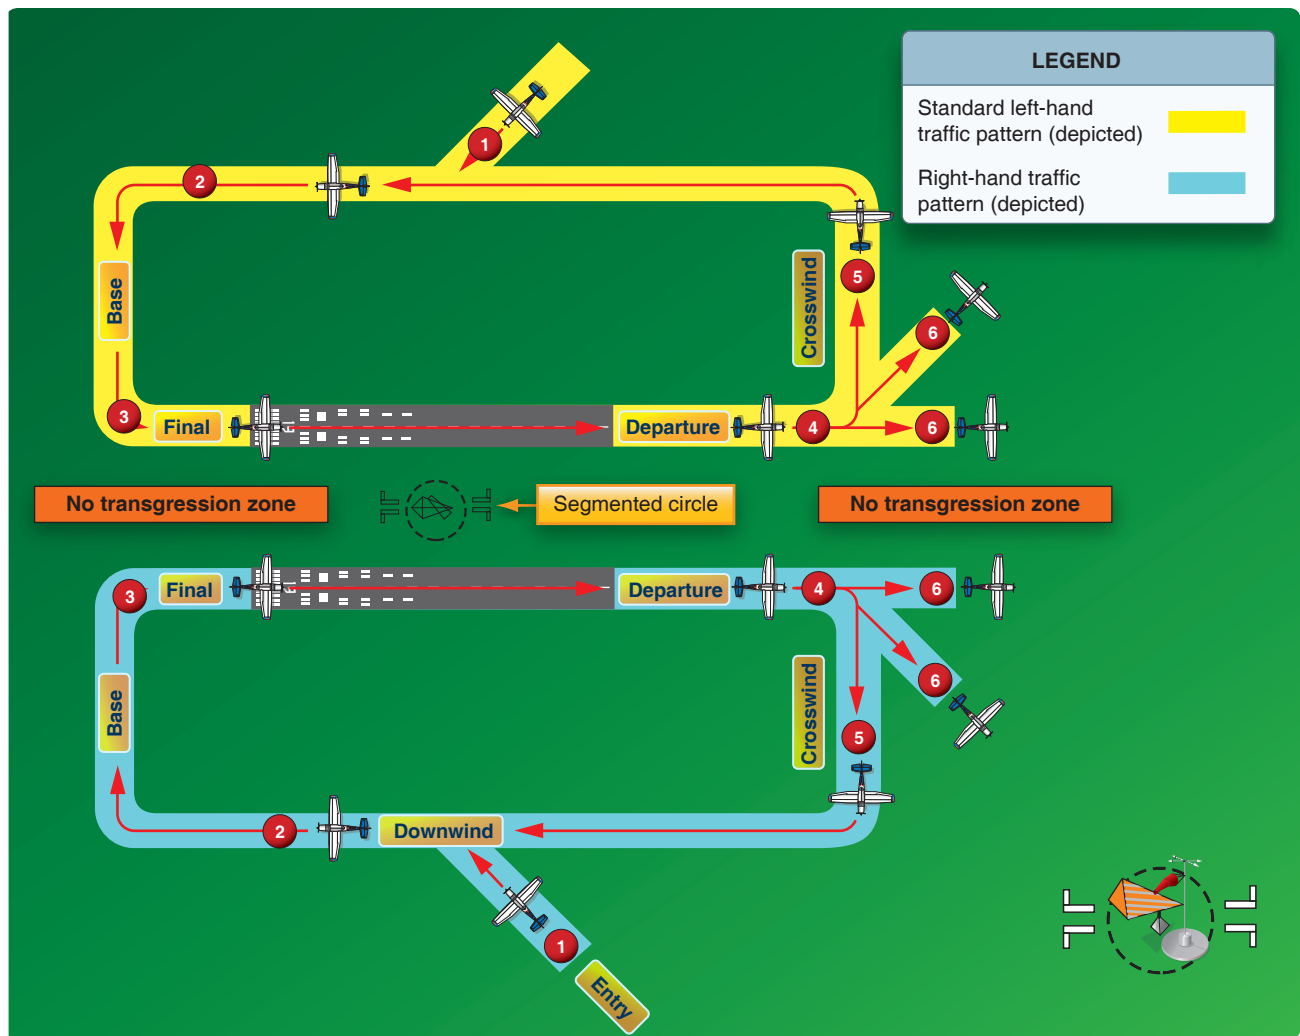 LEGEND
Standard left-hand
traffic pattern (depicted)
Right-hand traffic
pattern (depicted)
1
2
Base
3
Final
Departure
4
5
Crosswind
6
6
No transgression zone
Segmented circle
No transgression zone
3
Final
Departure
4
6
6
Base
Crosswind
5
2
Downwind
1
Entry